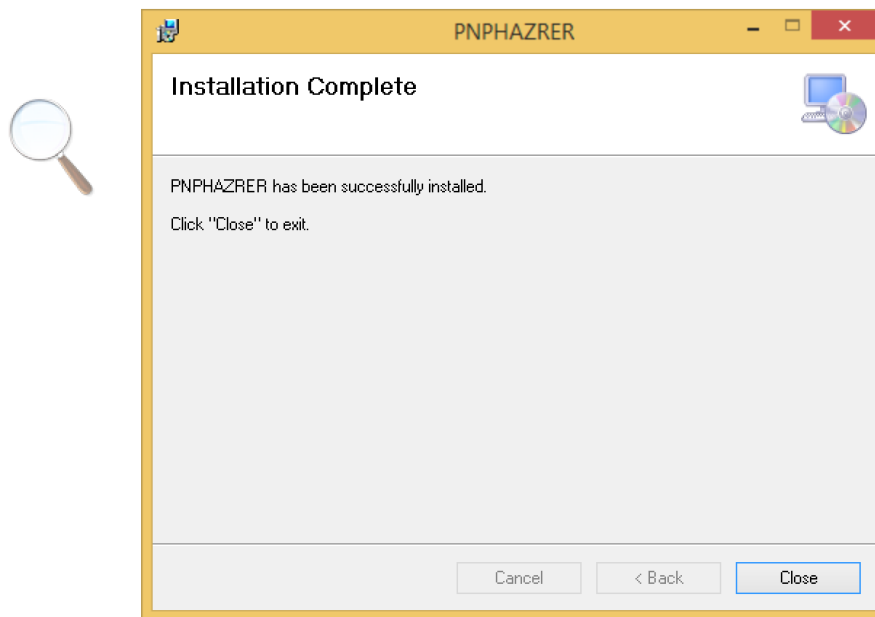 PNPHAZRER
Installation Complete
PNPHAZRER has been successfully installed.
Click "Close" to exit.
Cancel
< Back
Close